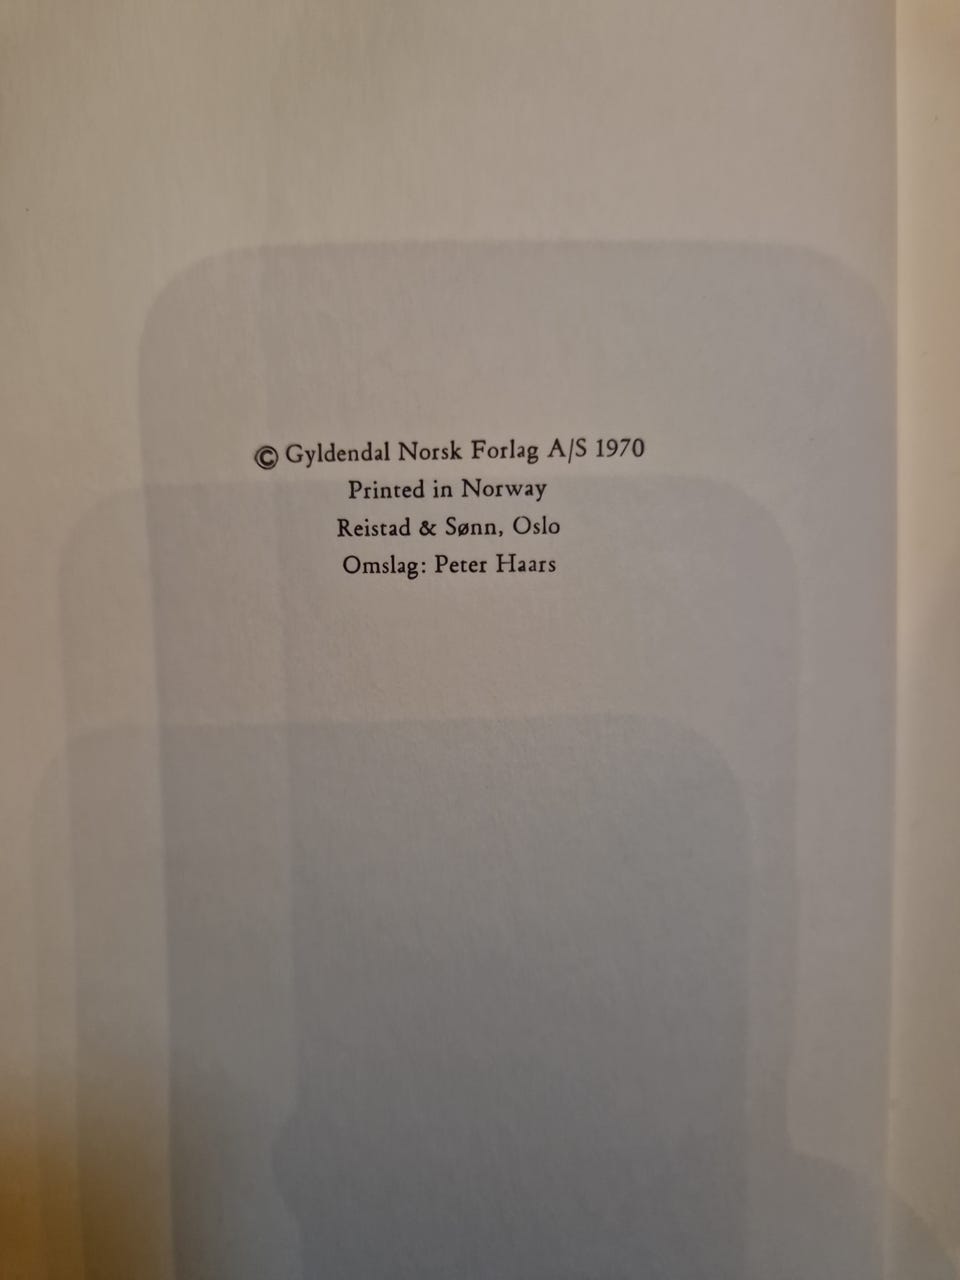 © Gyldendal Norsk Forlag A/S 1970
Printed in Norway
Reistad & Sønn, Oslo
Omslag: Peter Haars